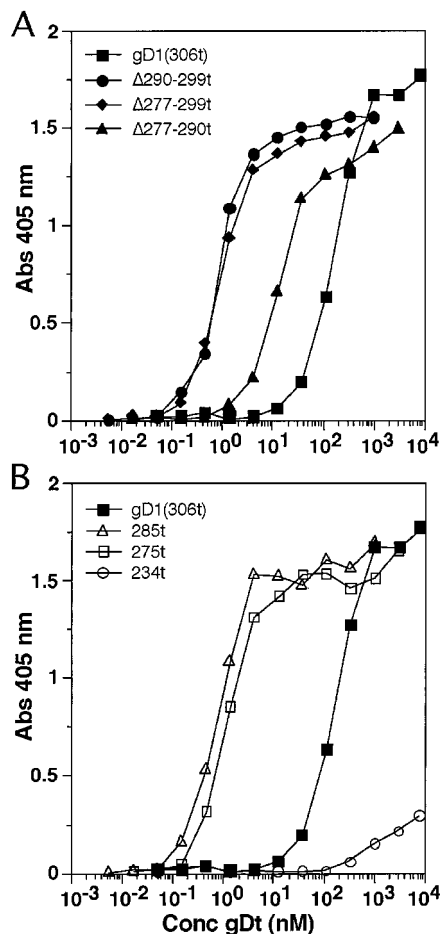 A
gD1(306t)
Δ290-299t
Δ277-299t
Δ277-290t
2
1.5
1
0.5
0
Abs 405 nm
10⁻³ 10⁻² 10⁻¹ 10⁰ 10¹ 10² 10³ 10⁴
B
gD1(306t)
285t
275t
234t
2
1.5
1
0.5
0
Abs 405 nm
10⁻³ 10⁻² 10⁻¹ 10⁰ 10¹ 10² 10³ 10⁴
Conc gDt (nM)